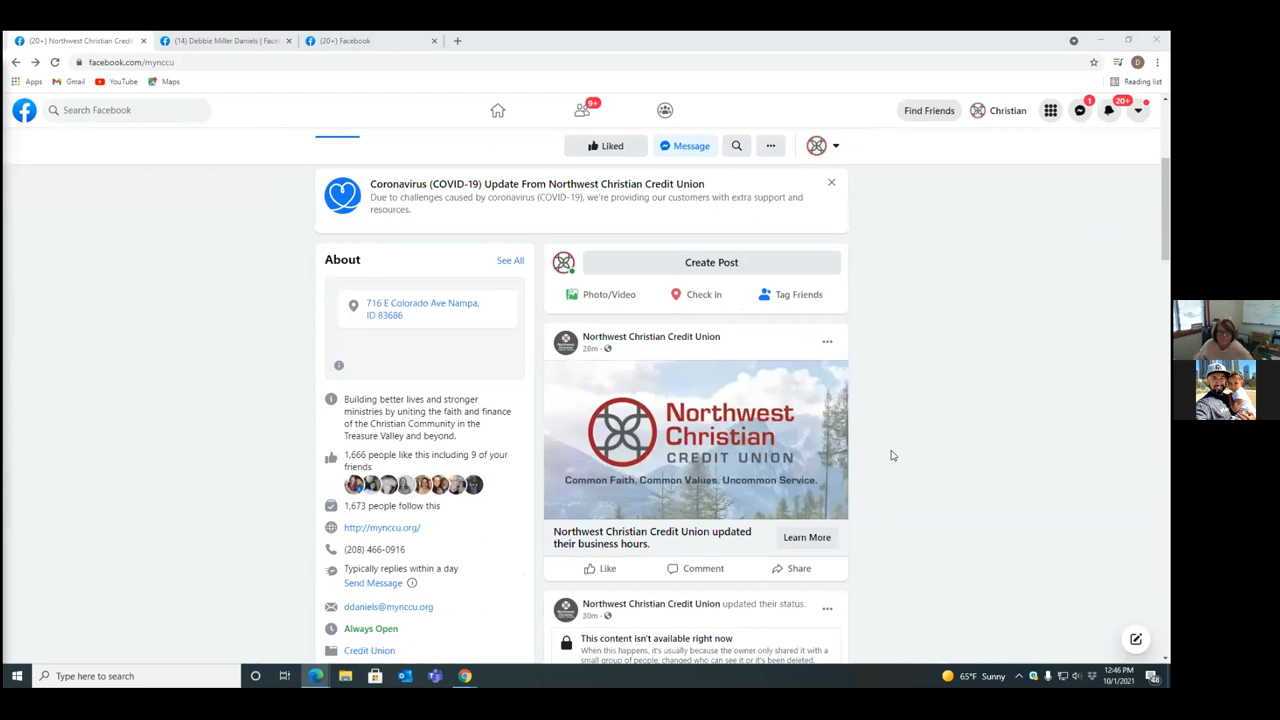 (20+) Northwest Christian Credit
(14) Debbie Miller Daniels | Face
(20+) Facebook
facebook.com/mynccu
D
Apps
Gmail
YouTube
Maps
Reading list
Search Facebook
9+
Find Friends
Christian
1
20+
Liked
Message
Coronavirus (COVID-19) Update From Northwest Christian Credit Union
Due to challenges caused by coronavirus (COVID-19), we're providing our customers with extra support and
resources.
About
See All
716 E Colorado Ave Nampa,
ID 83686
Building better lives and stronger
ministries by uniting the faith and finance
of the Christian Community in the
Treasure Valley and beyond.
1,666 people like this including 9 of your
friends
1,673 people follow this
http://mynccu.org/
(208) 466-0916
Typically replies within a day
Send Message
ddaniels@mynccu.org
Always Open
Credit Union
Create Post
Photo/Video
Check in
Tag Friends
Northwest Christian Credit Union
28m
Northwest
Christian
CREDIT UNION
Common Faith. Common Values. Uncommon Service.
Northwest Christian Credit Union updated
their business hours.
Learn More
Like
Comment
Share
Northwest Christian Credit Union updated their status.
30m
This content isn't available right now
When this happens, it's usually because the owner only shared it with a
small group of people, changed who can see it or it's been deleted.
Type here to search
65°F Sunny
12:46 PM
10/1/2021
48